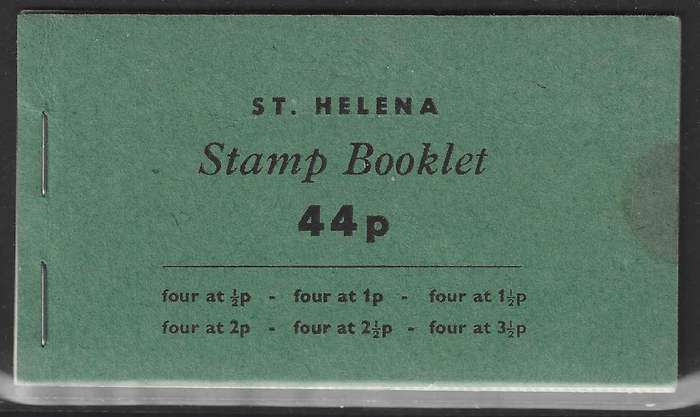 ST. HELENA
Stamp Booklet
44p
four at ½p - four at 1p - four at 1½p
four at 2p - four at 2½p - four at 3½p